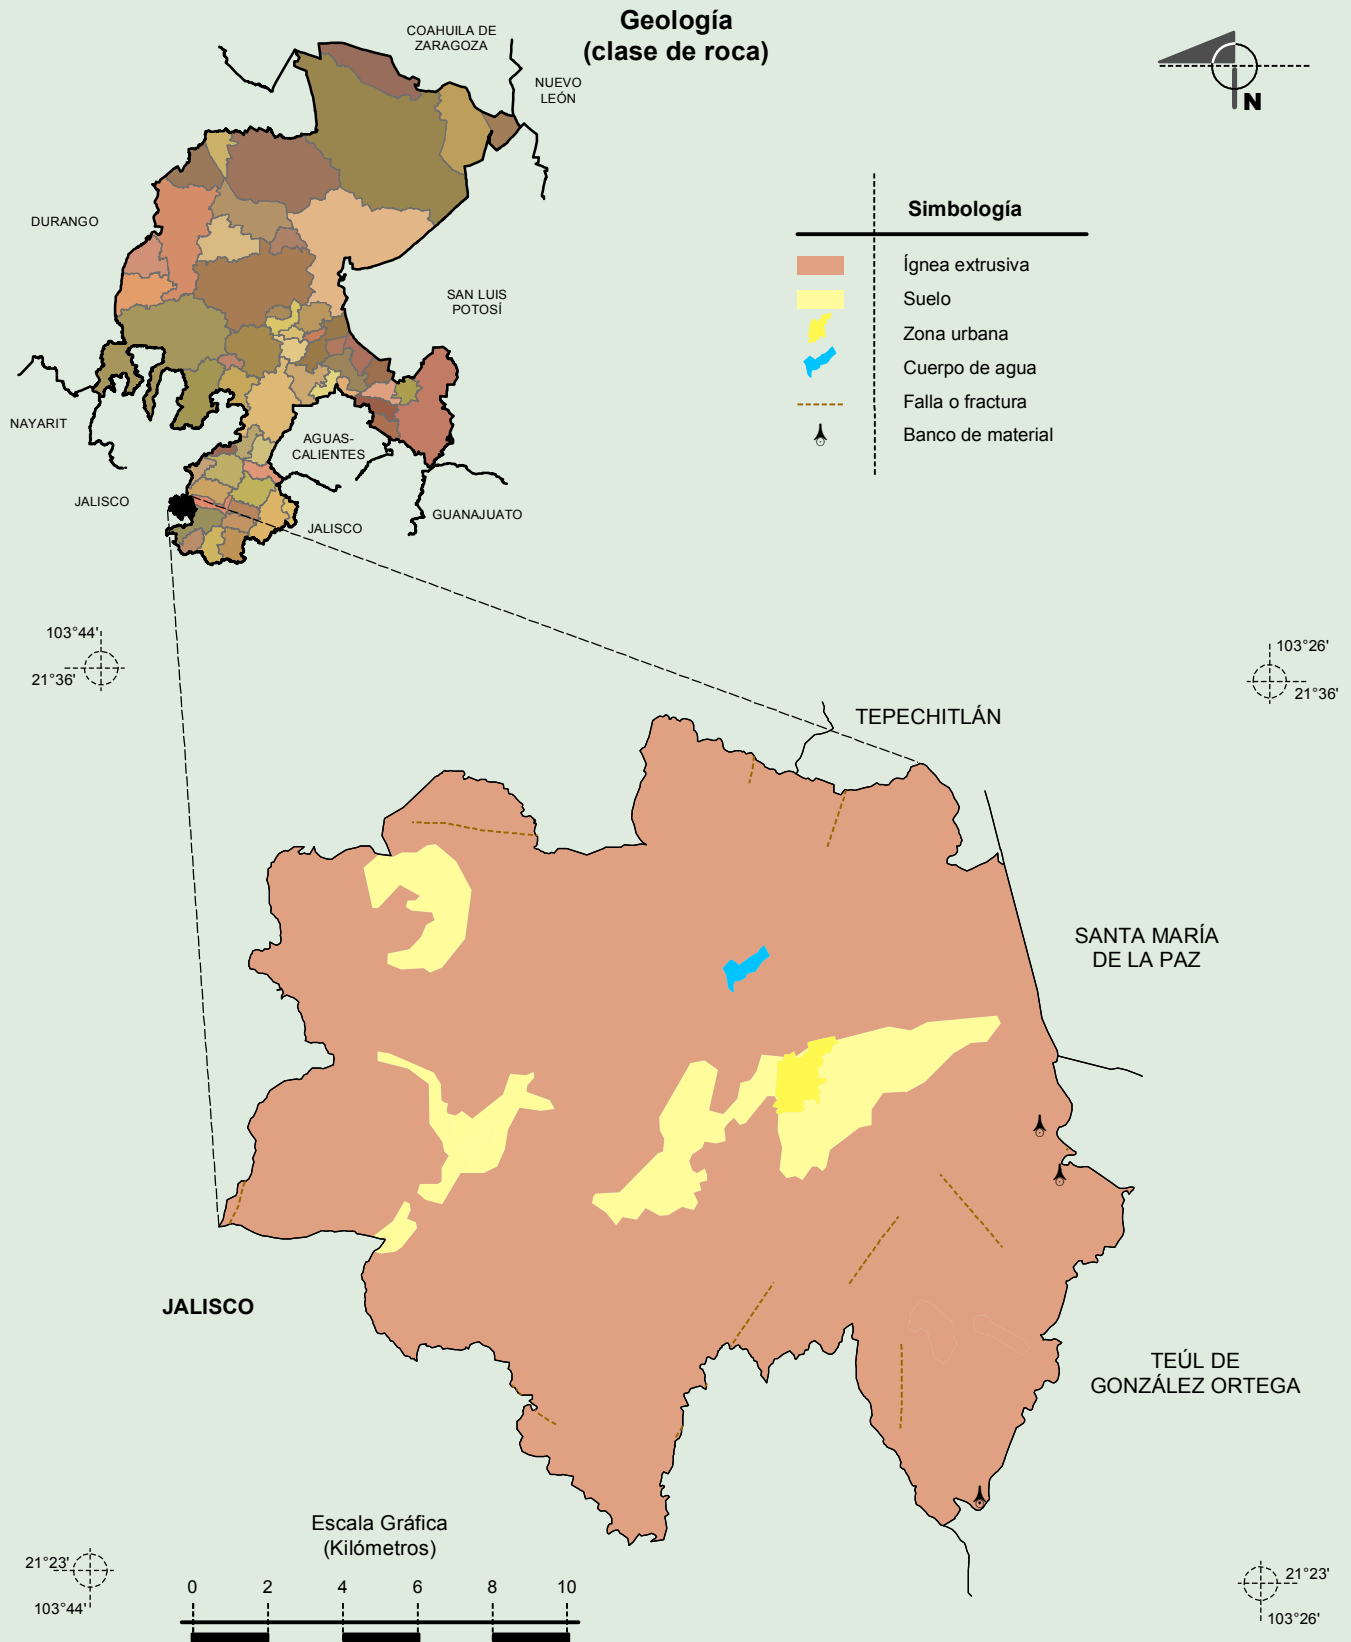 Geología
(clase de roca)
COAHUILA DE
ZARAGOZA
NUEVO
LEÓN
N
DURANGO
SAN LUIS
POTOSÍ
NAYARIT
AGUAS-
CALIENTES
JALISCO
JALISCO
GUANAJUATO
Simbología
Ígnea extrusiva
Suelo
Zona urbana
Cuerpo de agua
Falla o fractura
Banco de material
103°44'
21°36'
103°26'
21°36'
TEPECHITLÁN
SANTA MARÍA
DE LA PAZ
JALISCO
TEÚL DE
GONZÁLEZ ORTEGA
Escala Gráfica
(Kilómetros)
0 2 4 6 8 10
21°23'
103°44'
21°23'
103°26'